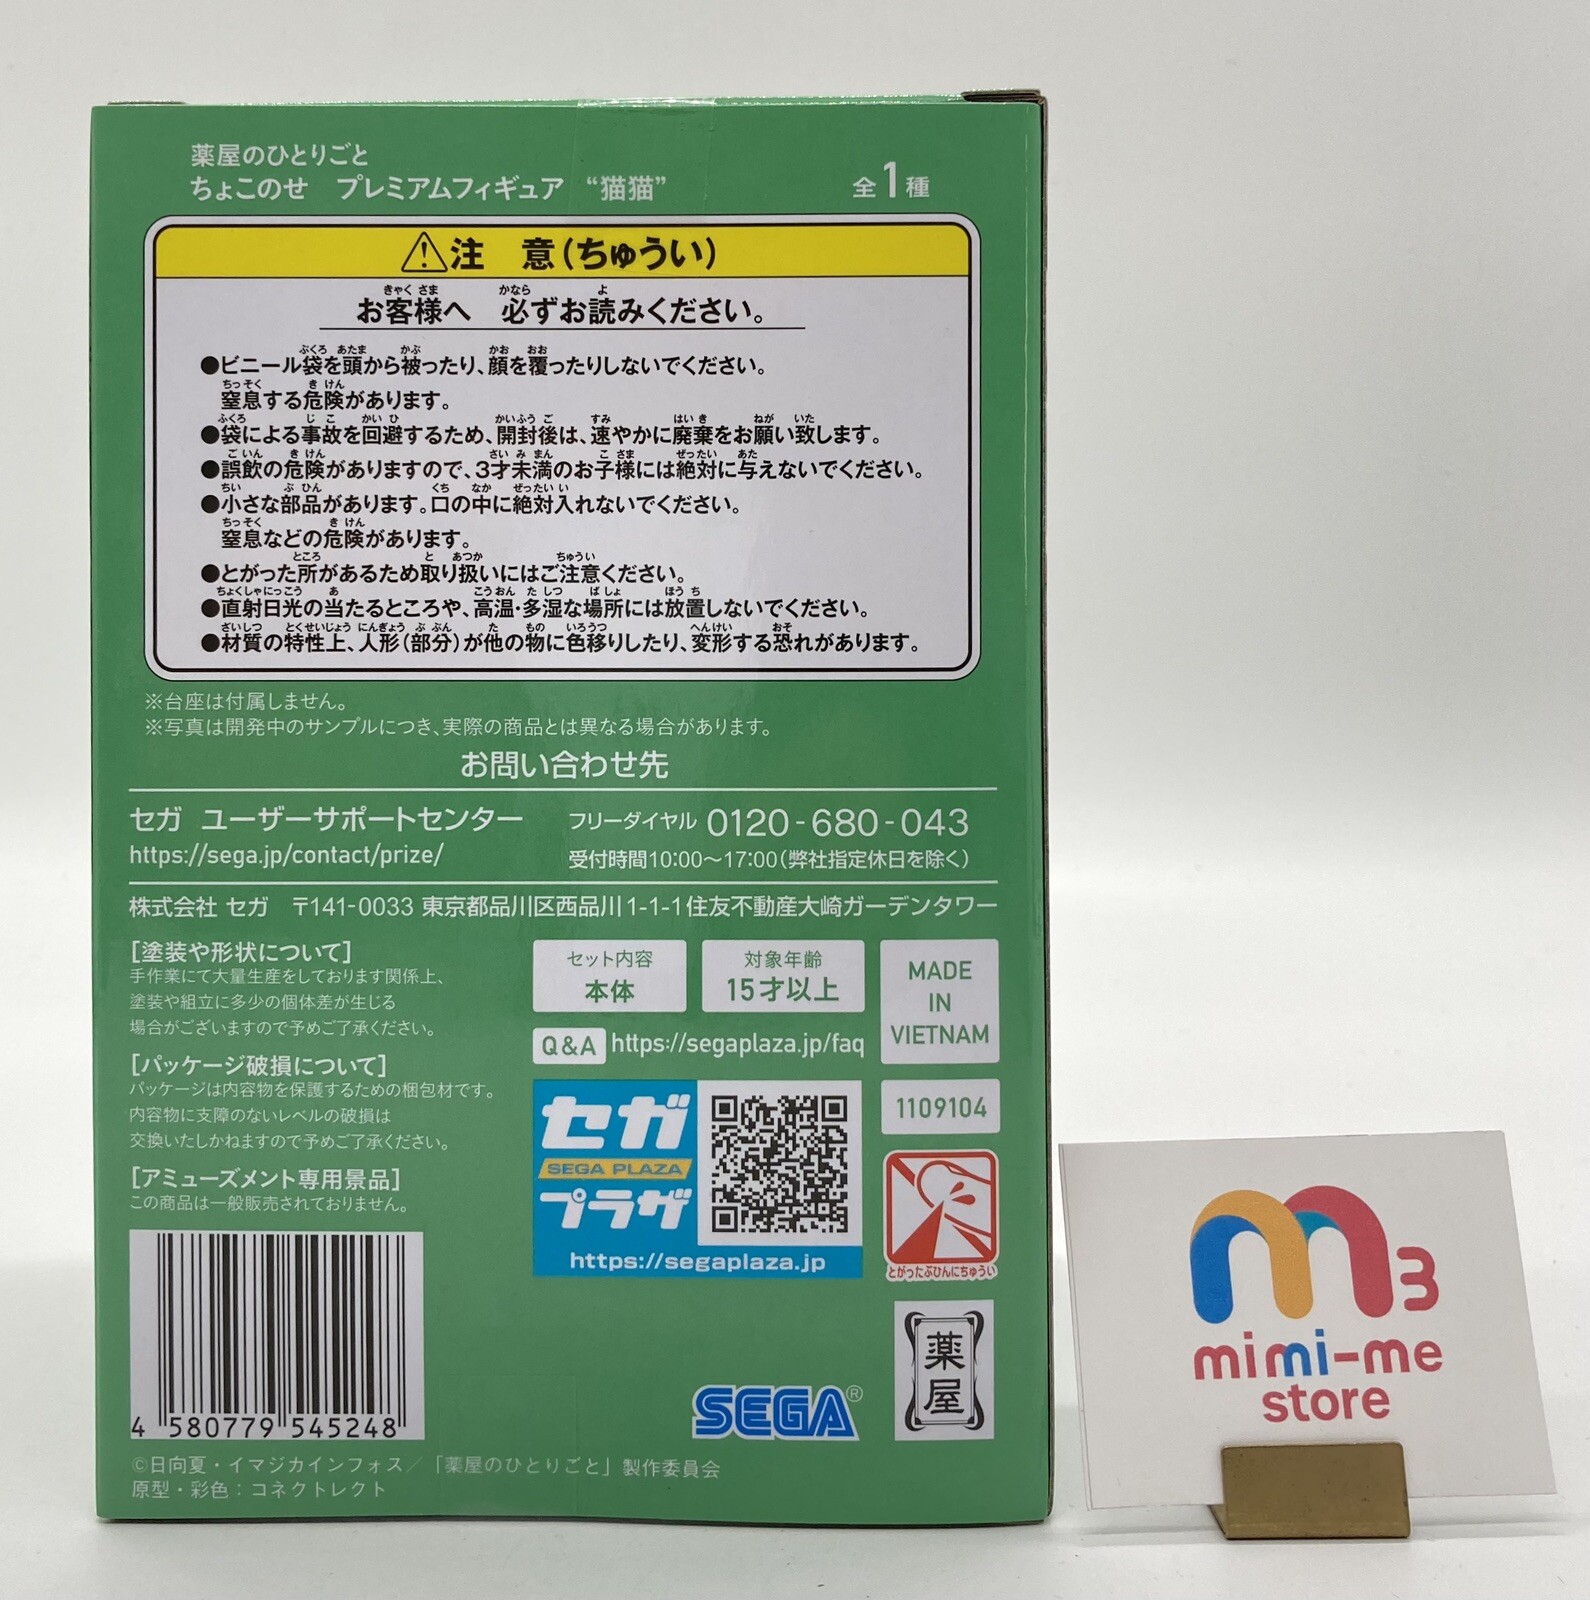 薬屋のひとりごと
ちょこのせ プレミアムフィギュア “猫猫” 全1種
注 意(ちゅうい)
お客様へ 必ずお読みください。
●ビニール袋を頭から被ったり、顔を覆ったりしないでください。
窒息する危険があります。
●袋による事故を回避するため、開封後は、速やかに廃棄をお願い致します。
●誤飲の危険がありますので、3才未満のお子様には絶対に与えないでください。
●小さな部品があります。口の中に絶対入れないでください。
窒息などの危険があります。
●とがった所があるため取り扱いにはご注意ください。
●直射日光の当たるところや、高温・多湿な場所には放置しないでください。
●材質の特性上、人形(部分)が他の物に色移りしたり、変形する恐れがあります。
※台座は付属しません。
※写真は開発中のサンプルにつき、実際の商品とは異なる場合があります。
お問い合わせ先
セガ ユーザーサポートセンター フリーダイヤル 0120-680-043
https://sega.jp/contact/prize/ 受付時間10:00〜17:00(弊社指定休日を除く)
株式会社 セガ 〒141-0033 東京都品川区西品川1-1-1住友不動産大崎ガーデンタワー
[塗装や形状について]
手作業にて大量生産をしております関係上、
塗装や組立に多少の個体差が生じる
場合がございますので予めご了承ください。
[パッケージ破損について]
パッケージは内容物を保護するための梱包材です。
内容物に支障のないレベルの破損は
交換いたしかねますので予めご了承ください。
[アミューズメント専用景品]
この商品は一般販売されておりません。
セット内容
本体
対象年齢
15才以上
MADE
IN
VIETNAM
Q&A https://segaplaza.jp/faq
1109104
セガ
SEGA PLAZA
プラザ
https://segaplaza.jp
とがったぶひんにちゅうい
薬屋
SEGA®
4 580779 545248
©日向夏・イマジカインフォス/「薬屋のひとりごと」製作委員会
原型・彩色:コネクトレクト
m3
mimi-me
store